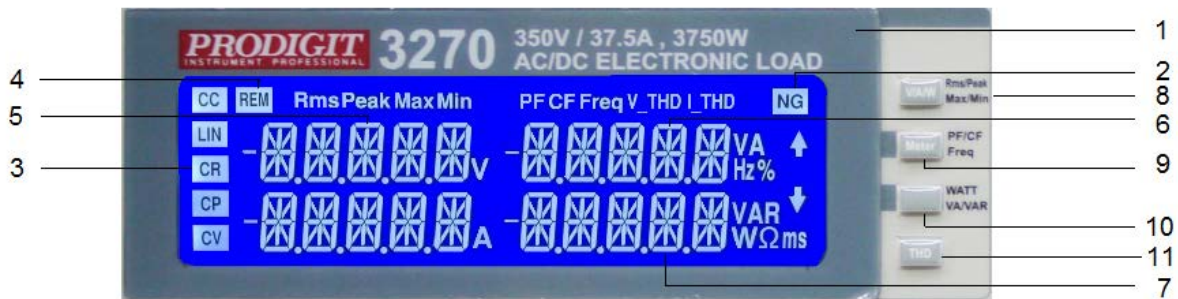 PRODIGIT
INSTRUMENT PROFESSIONAL
3270
350V / 37.5A , 3750W
AC/DC ELECTRONIC LOAD
1
4
CC
REM
Rms Peak Max Min
PF CF Freq V_THD I_THD
NG
2
V/A/W
Rms/Peak
Max/Min
8
5
LIN
V
VA
Hz %
6
Meter
PF/CF
Freq
9
3
CR
CP
CV
A
VAR
WΩ ms
WATT
VA/VAR
10
THD
11
7